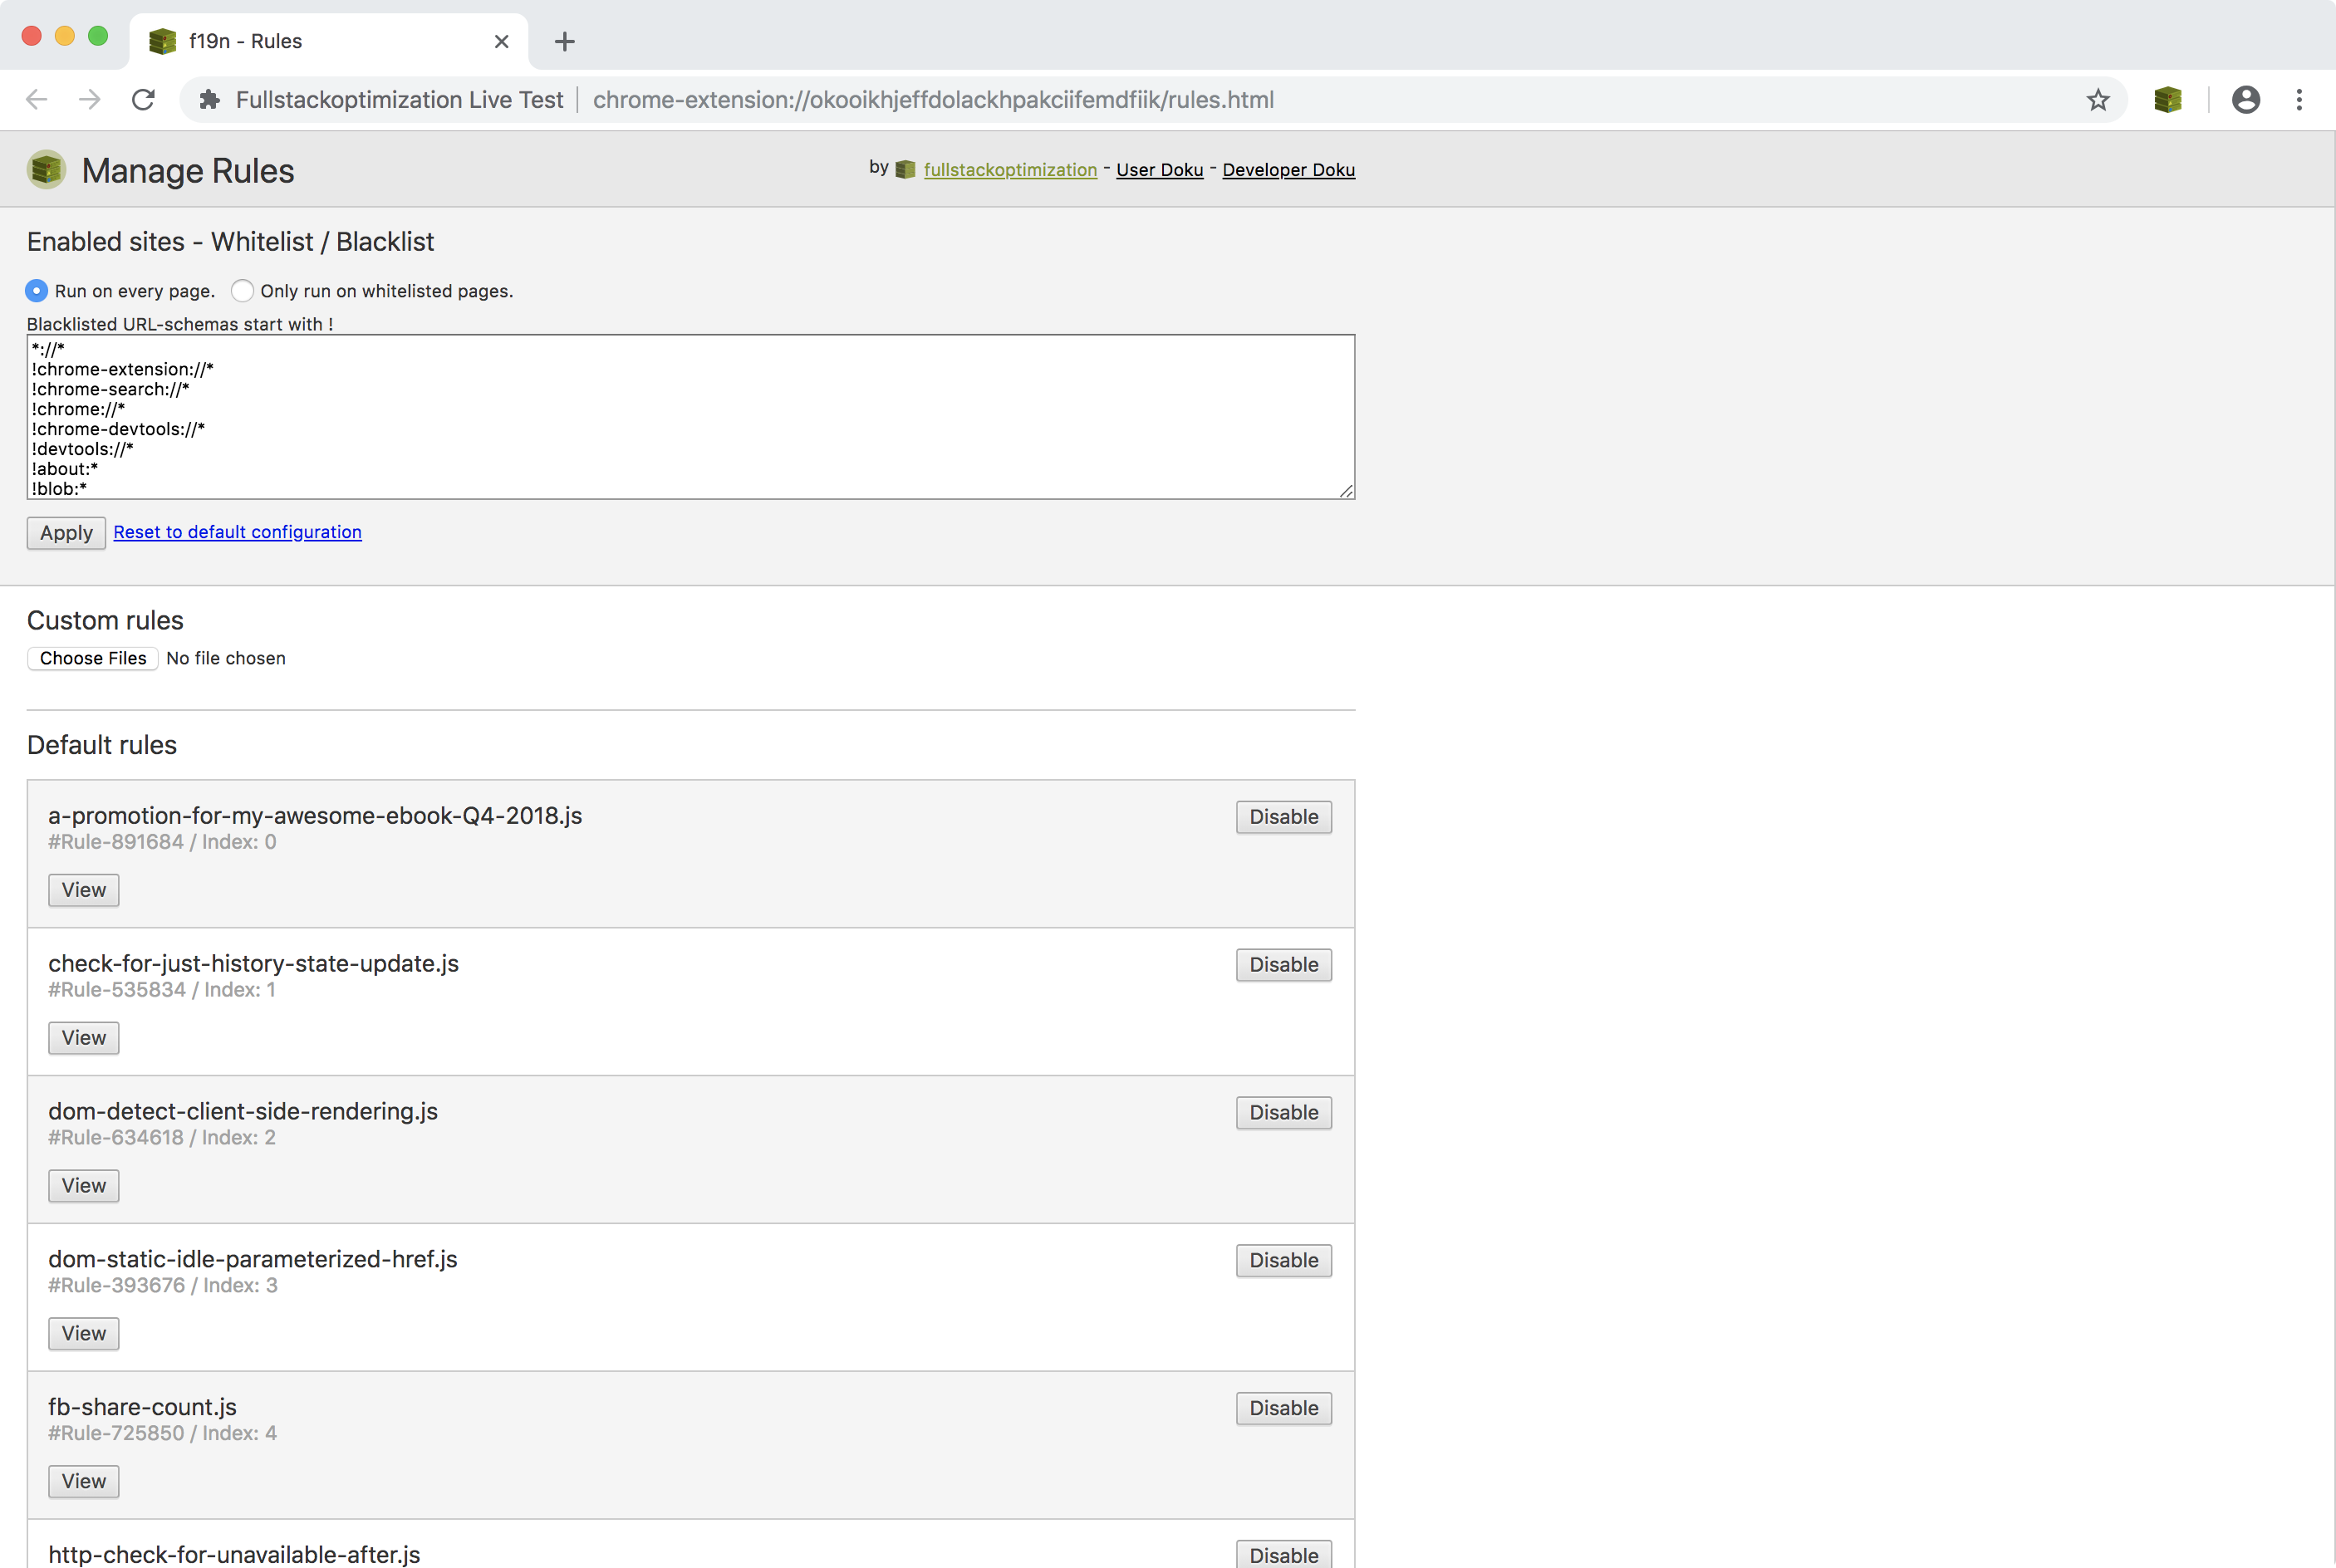 f19n - Rules
Fullstackoptimization Live Test | chrome-extension://okooikhjeffdolackhpakciifemdfiik/rules.html
Manage Rules
by fullstackoptimization - User Doku - Developer Doku
Enabled sites - Whitelist / Blacklist
Run on every page. Only run on whitelisted pages.
Blacklisted URL-schemas start with !
*://*
!chrome-extension://*
!chrome-search://*
!chrome://*
!chrome-devtools://*
!devtools://*
!about:*
!blob:*
Apply Reset to default configuration
Custom rules
Choose Files No file chosen
Default rules
a-promotion-for-my-awesome-ebook-Q4-2018.js Disable
#Rule-891684 / Index: 0
View
check-for-just-history-state-update.js Disable
#Rule-535834 / Index: 1
View
dom-detect-client-side-rendering.js Disable
#Rule-634618 / Index: 2
View
dom-static-idle-parameterized-href.js Disable
#Rule-393676 / Index: 3
View
fb-share-count.js Disable
#Rule-725850 / Index: 4
View
http-check-for-unavailable-after.js Disable